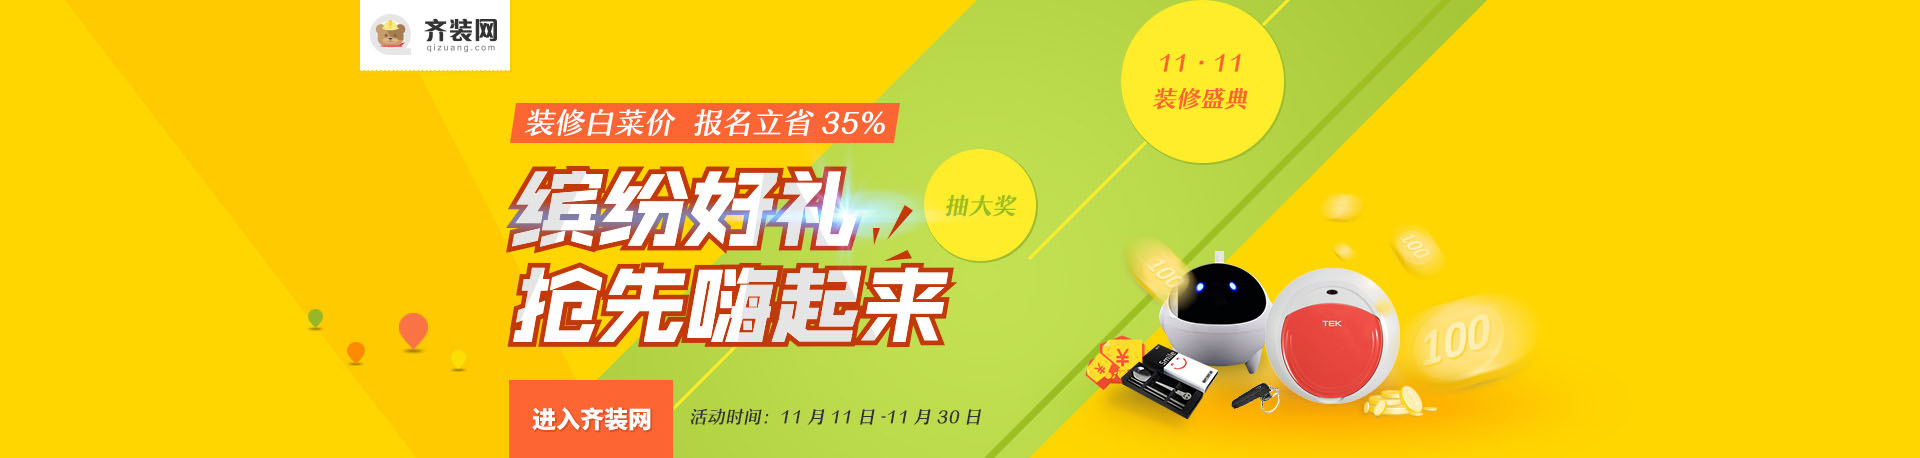 齐装网
qizuang.com
11·11
装修盛典
装修白菜价 报名立省 35%
缤纷好礼
抽大奖
抢先嗨起来
100
100
100
TEK
Smile
进入齐装网
活动时间：11 月 11 日 -11 月 30 日